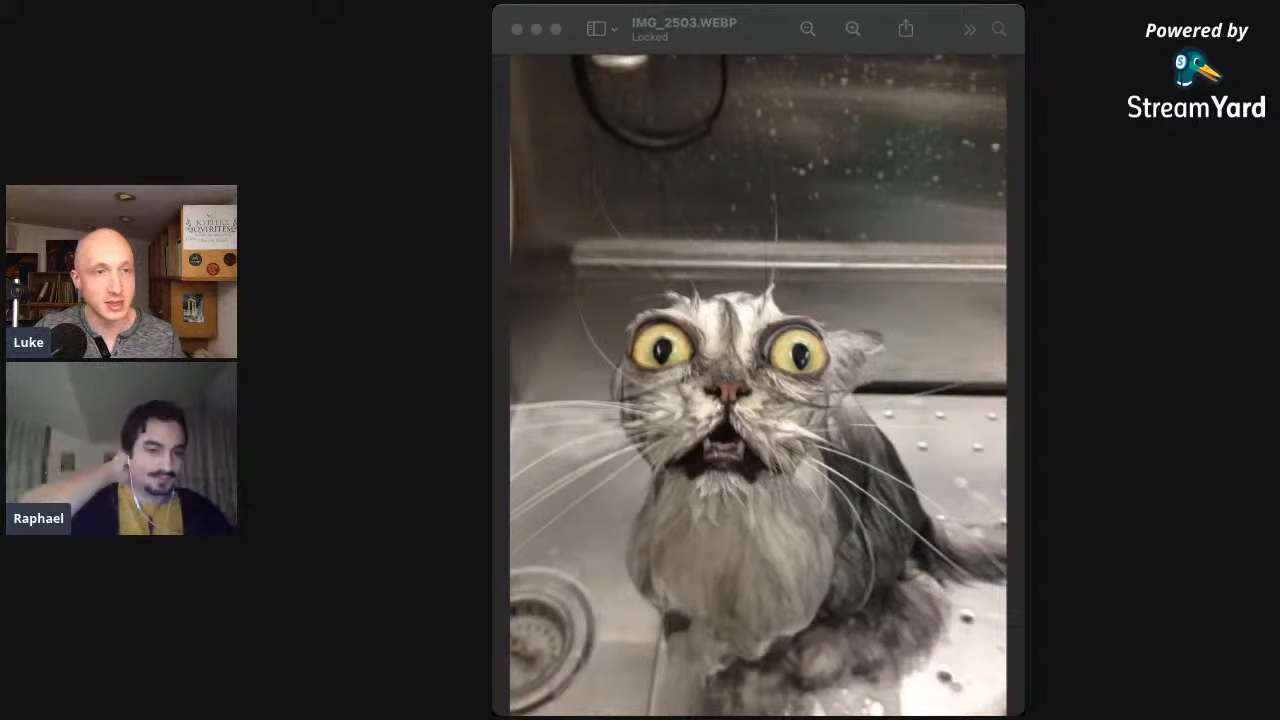 IMG_2503.WEBP
Locked
Powered by
StreamYard
Luke
Raphael